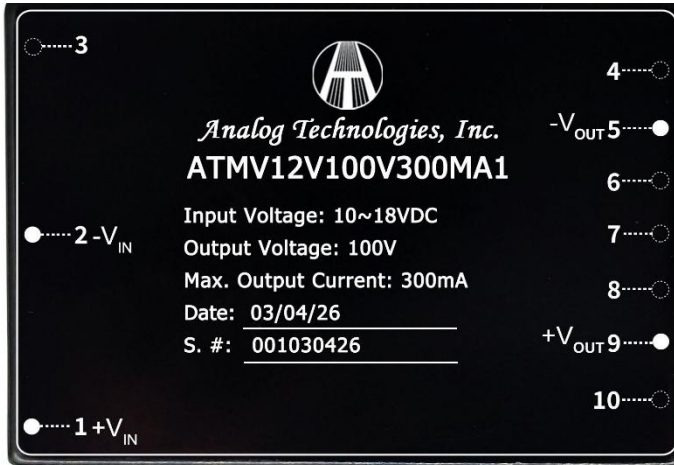 3
4
Analog Technologies, Inc.
-VOUT 5
ATMV12V100V300MA1
6
Input Voltage: 10~18VDC
2 -VIN
7
Output Voltage: 100V
Max. Output Current: 300mA
8
Date: 03/04/26
S. #: 001030426
+VOUT 9
10
1 +VIN